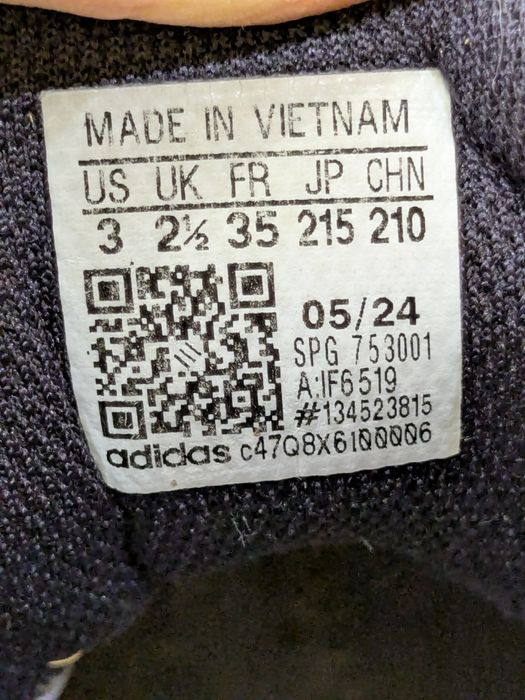 MADE IN VIETNAM
US UK FR JP CHN
3 2½ 35 215 210
05/24
SPG 753001
A:IF6519
#134523815
adidas c47Q8X6I00006